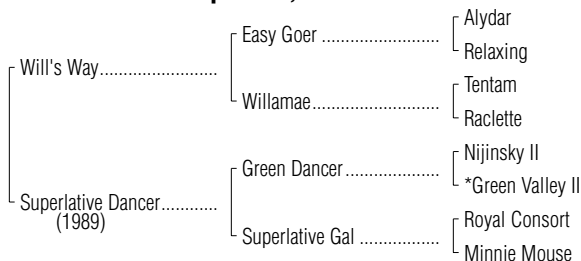 Alydar
Easy Goer
Relaxing
Will's Way
Tentam
Willamae
Raclette
Nijinsky II
Green Dancer
*Green Valley II
Superlative Dancer
(1989)
Royal Consort
Superlative Gal
Minnie Mouse